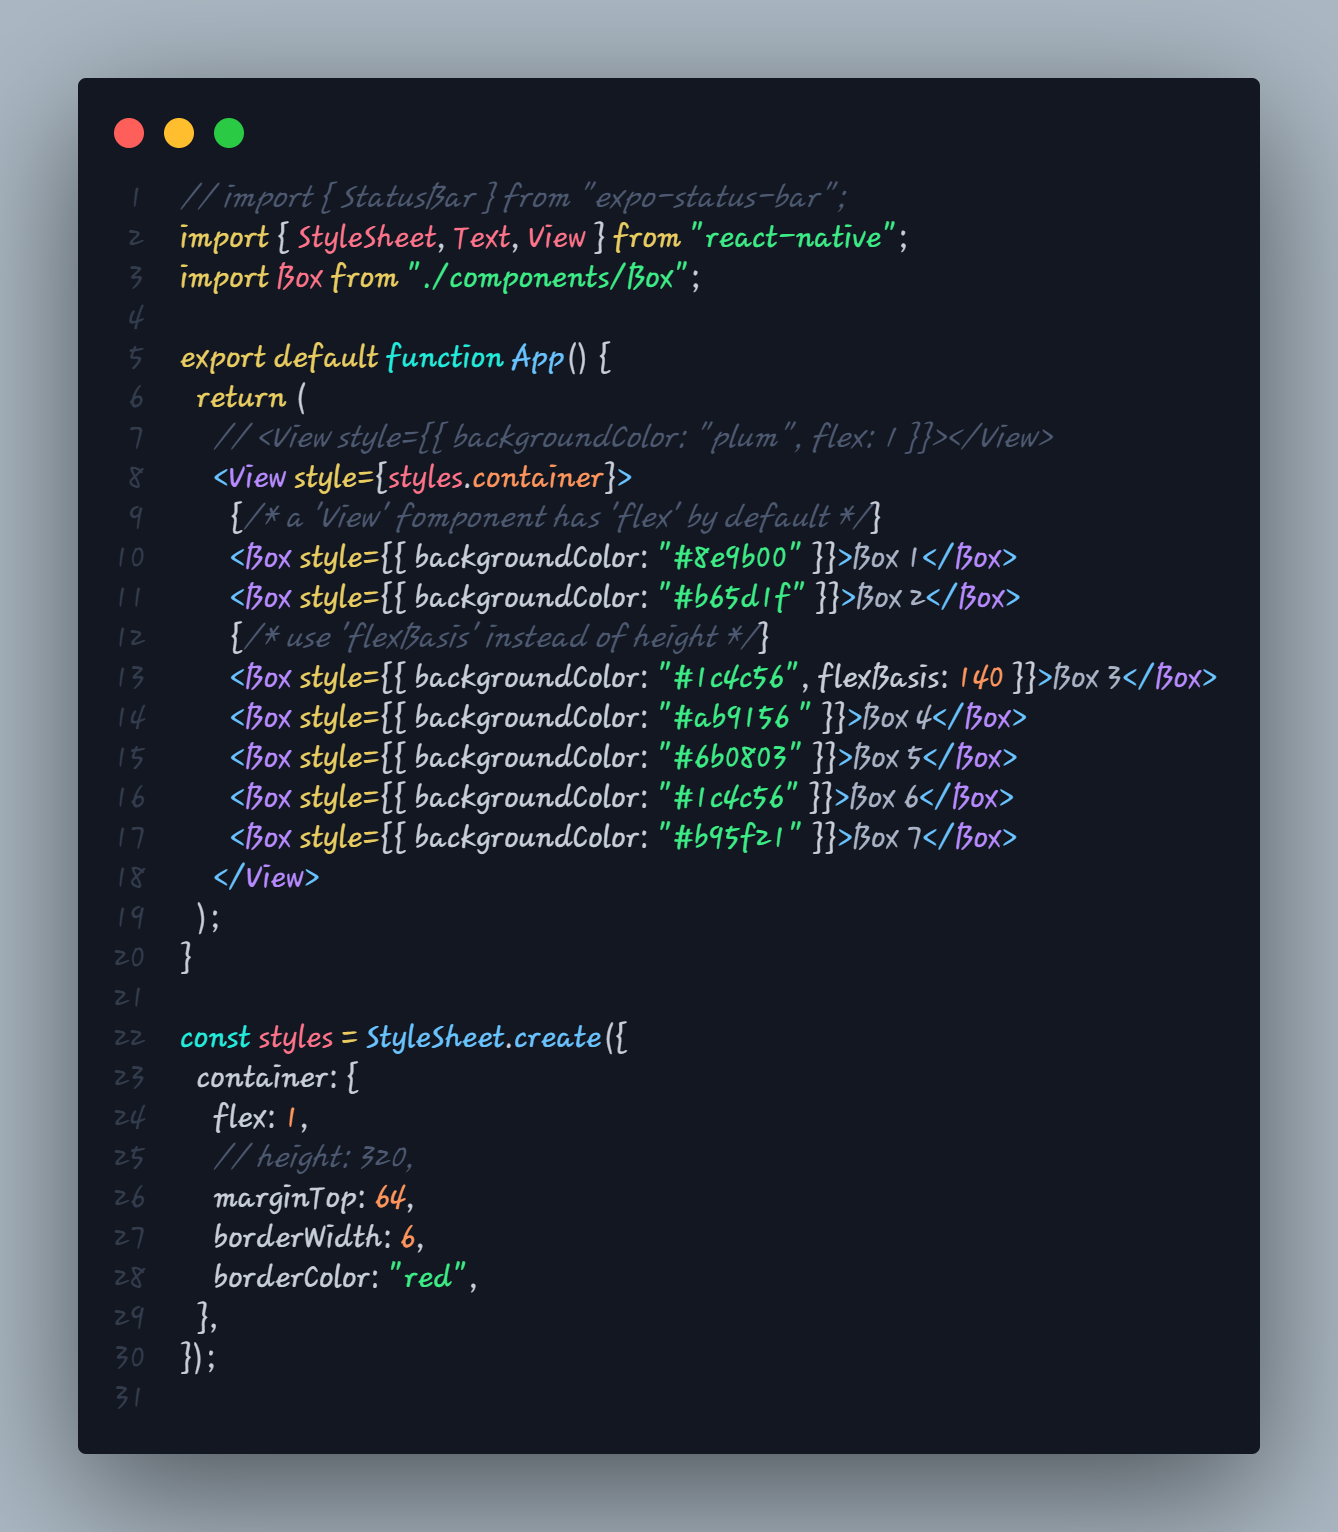 1 // import { StatusBar } from "expo-status-bar";
2 import { StyleSheet, Text, View } from "react-native";
3 import Box from "./components/Box";
4
5 export default function App() {
6 return (
7 // <View style={{ backgroundColor: "plum", flex: 1 }}></View>
8 <View style={styles.container}>
9 {/* a 'View' fomponent has 'flex' by default */}
10 <Box style={{ backgroundColor: "#8e9b00" }}>Box 1</Box>
11 <Box style={{ backgroundColor: "#b65d1f" }}>Box 2</Box>
12 {/* use 'flexBasis' instead of height */}
13 <Box style={{ backgroundColor: "#1c4c56", flexBasis: 140 }}>Box 3</Box>
14 <Box style={{ backgroundColor: "#ab9156 " }}>Box 4</Box>
15 <Box style={{ backgroundColor: "#6b0803" }}>Box 5</Box>
16 <Box style={{ backgroundColor: "#1c4c56" }}>Box 6</Box>
17 <Box style={{ backgroundColor: "#b95f21" }}>Box 7</Box>
18 </View>
19 );
20 }
21
22 const styles = StyleSheet.create({
23 container: {
24 flex: 1,
25 // height: 320,
26 marginTop: 64,
27 borderWidth: 6,
28 borderColor: "red",
29 },
30 });
31